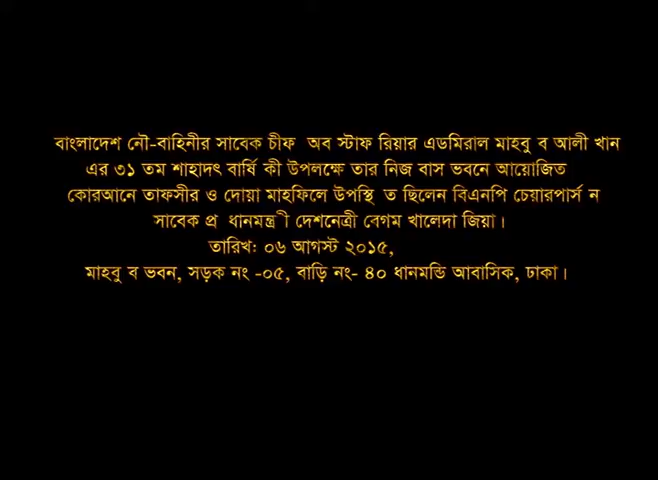 বাংলাদেশ নৌ-বাহিনীর সাবেক চীফ অব স্টাফ রিয়ার এডমিরাল মাহবু ব আলী খান
এর ৩১ তম শাহাদৎ বার্ষি কী উপলক্ষে তার নিজ বাস ভবনে আয়োজিত
কোরআনে তাফসীর ও দোয়া মাহফিলে উপস্থি ত ছিলেন বিএনপি চেয়ারপার্স ন
সাবেক প্র ধানমন্ত্র ী দেশনেত্রী বেগম খালেদা জিয়া।
তারিখ: ০৬ আগস্ট ২০১৫,
মাহবু ব ভবন, সড়ক নং -০৫, বাড়ি নং- ৪০ ধানমন্ডি আবাসিক, ঢাকা।